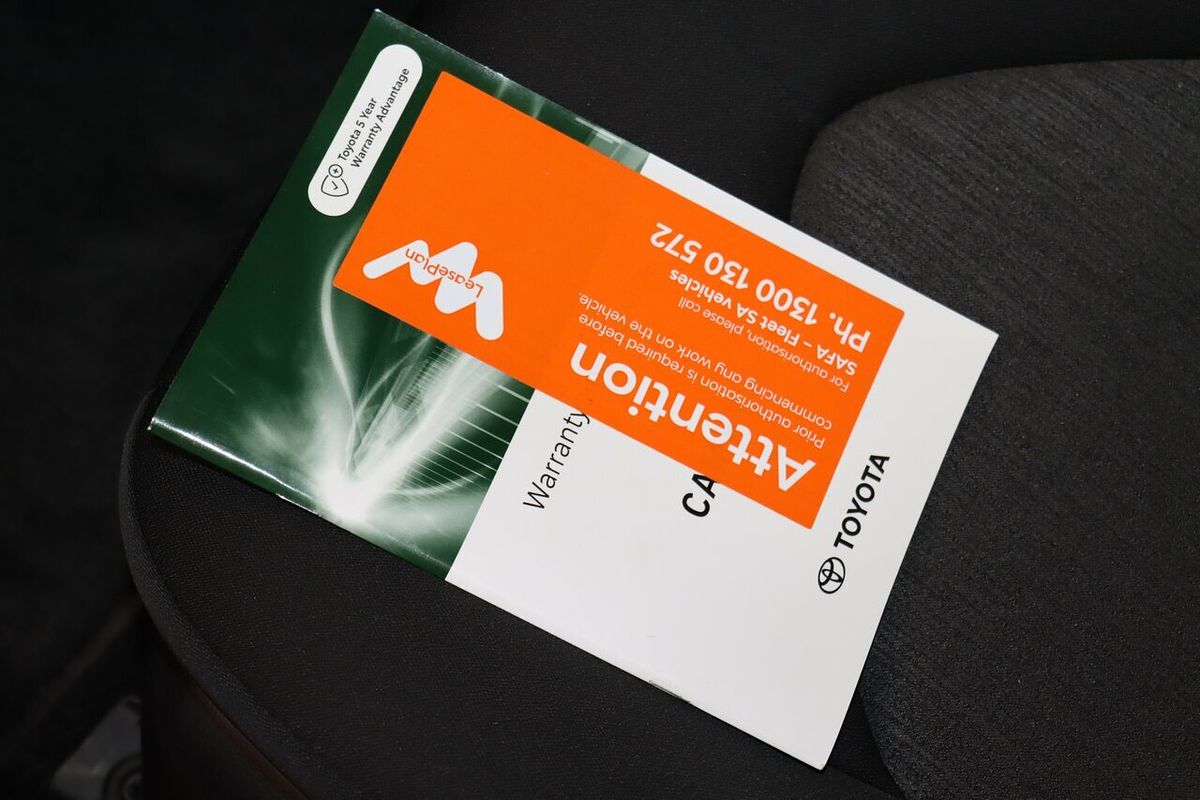 Toyota 5 Year
Warranty Advantage
LeasePlan
Attention
Prior authorisation is required before
commencing any work on the vehicle.
For authorisation, please call
SAFA – Fleet SA vehicles
Ph. 1300 130 572
Warranty
CA
TOYOTA